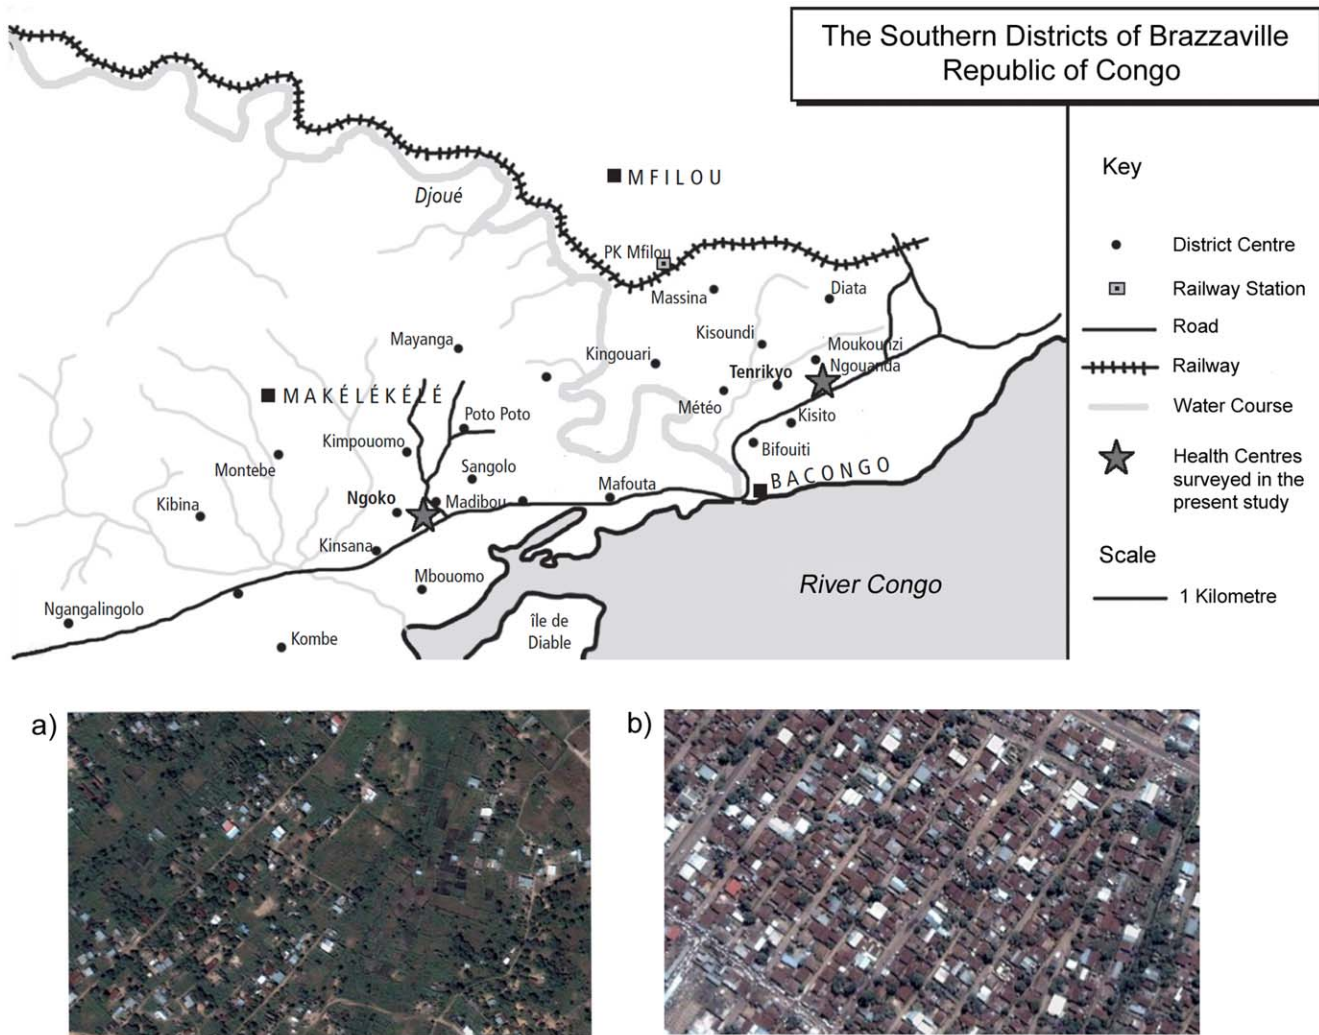 The Southern Districts of Brazzaville
Republic of Congo
MFILOU
Djoué
PK Mfilou
Massina
Diata
Kisoundi
Moukounzi
Ngouanda
Mayanga
Kingouari
Tenrikyo
MAKÉLÉKÉLÉ
Météo
Kisito
Poto Poto
Kimpouomo
Bifouiti
Montebe
Sangolo
BACONGO
Mafouta
Kibina
Ngoko
Madibou
Kinsana
Mbouomo
River Congo
Ngangalingolo
île de
Diable
Kombe
Key
District Centre
Railway Station
Road
Railway
Water Course
Health Centres
surveyed in the
present study
Scale
1 Kilometre
a)
b)